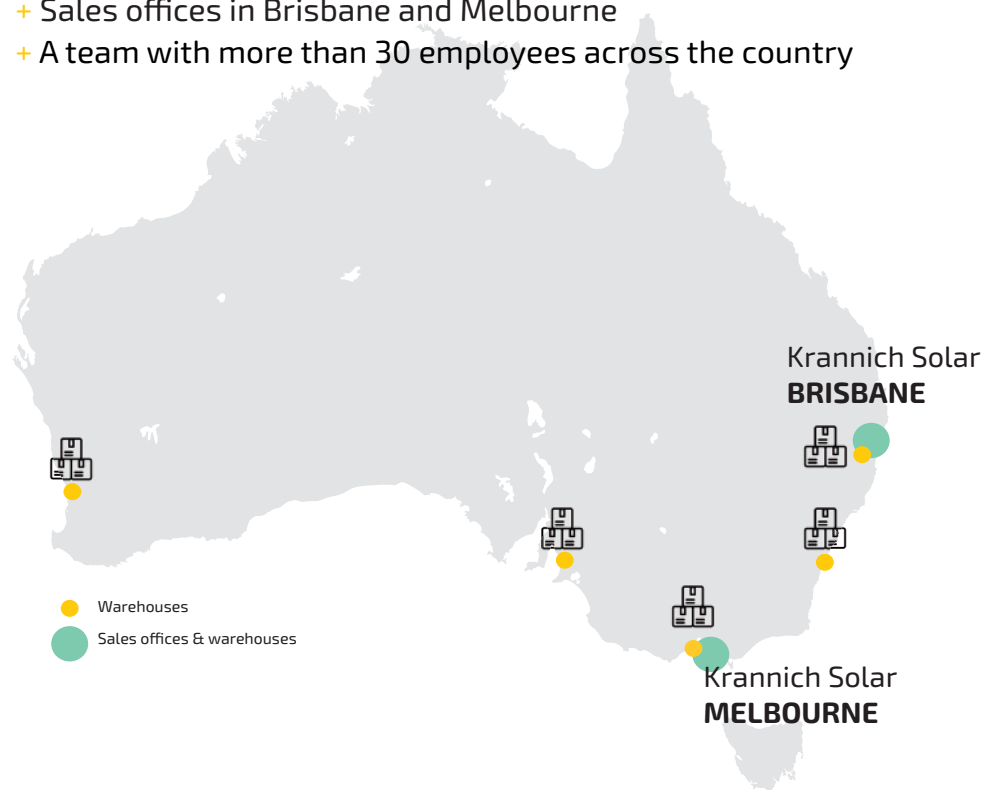 + Sales offices in Brisbane and Melbourne
+ A team with more than 30 employees across the country
Krannich Solar
BRISBANE
Warehouses
Sales offices & warehouses
Krannich Solar
MELBOURNE